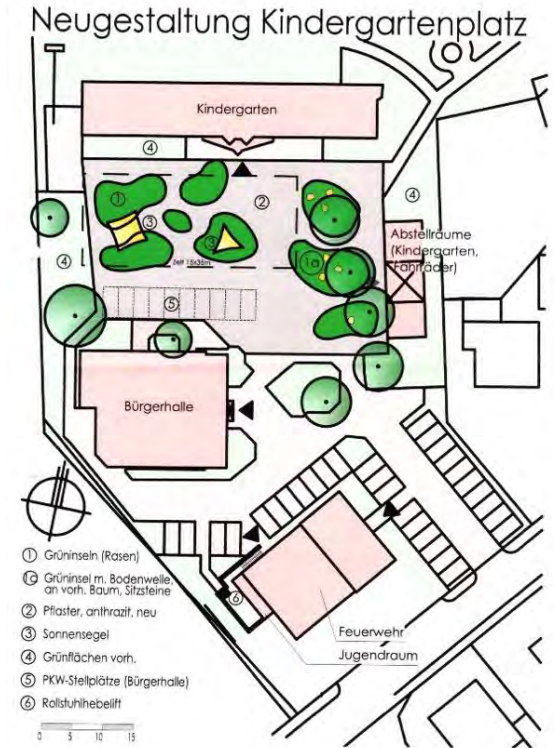 Neugestaltung Kindergartenplatz
Kindergarten
4
1
3
2
4
3
1a
Abstellräume
(Kindergarten,
Fahrräder)
4
Zelt 15x35m
5
Bürgerhalle
6
Feuerwehr
Jugendraum
1 Grüninseln (Rasen)
1a Grüninsel m. Bodenwelle,
an vorh. Baum, Sitzsteine
2 Pflaster, anthrazit, neu
3 Sonnensegel
4 Grünflächen vorh.
5 PKW-Stellplätze (Bürgerhalle)
6 Rollstuhlhebelift
0 5 10 15